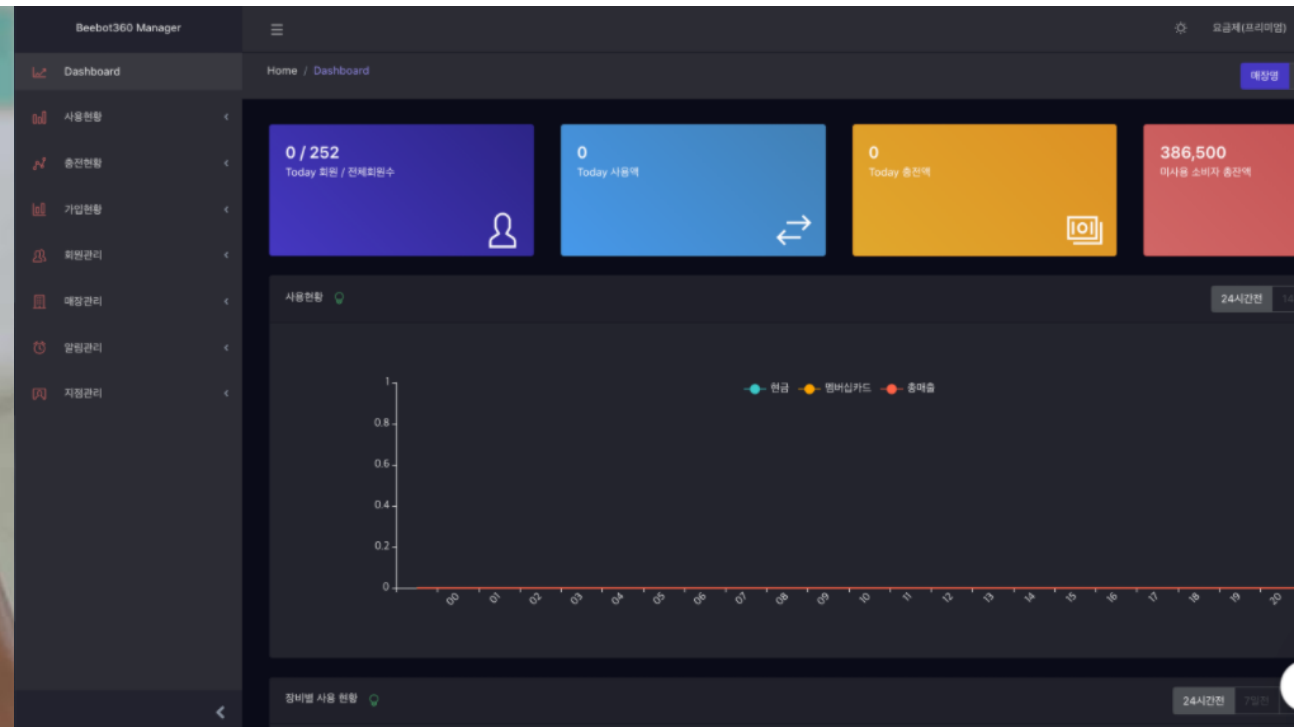 Beebot360 Manager
요금제(프리미엄)
Dashboard
Home / Dashboard
매장명
사용현황
충전현황
가입현황
회원관리
매장관리
알림관리
지점관리
0 / 252
Today 회원 / 전체회원수
0
Today 사용액
0
Today 충전액
386,500
미사용 소비자 총잔액
사용현황
24시간전
현금 멤버십카드 총매출
1
0.8
0.6
0.4
0.2
0
00 01 02 03 04 05 06 07 08 09 10 11 12 13 14 15 16 17 18 19 20
장비별 사용 현황
24시간전 7일전